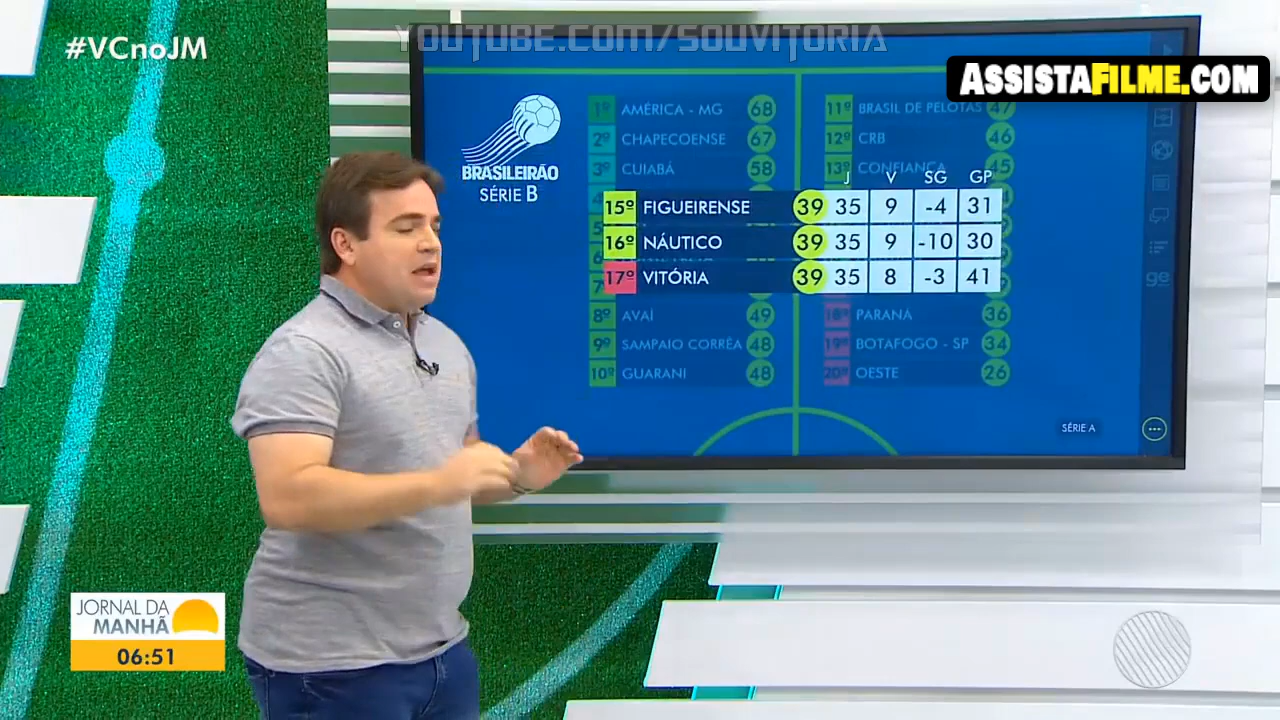 #VCnoJM
YOUTUBE.COM/SOUVITORIA
ASSISTAFILME.COM
BRASILEIRÃO
SÉRIE B
1º AMÉRICA - MG 68
2º CHAPECOENSE 67
3º CUIABÁ 58
11º BRASIL DE PELOTAS 47
12º CRB 46
13º CONFIANÇA 45
J V SG GP
15º FIGUEIRENSE 39 35 9 -4 31
16º NÁUTICO 39 35 9 -10 30
17º VITÓRIA 39 35 8 -3 41
8º AVAÍ 49
9º SAMPAIO CORRÊA 48
10º GUARANI 48
18º PARANÁ 36
19º BOTAFOGO - SP 34
20º OESTE 26
ge
SÉRIE A
JORNAL DA
MANHÃ
06:51